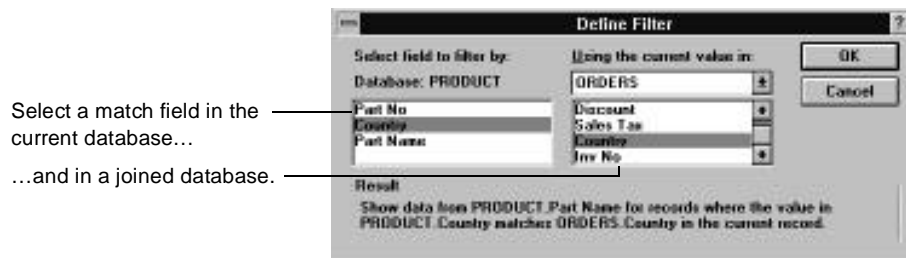 Define Filter
?
Select field to filter by:
Database: PRODUCT
Part No
Country
Part Name
Using the current value in:
ORDERS
Discount
Sales Tax
Country
Inv No
OK
Cancel
Select a match field in the
current database…
…and in a joined database.
Result
Show data from PRODUCT.Part Name for records where the value in
PRODUCT.Country matches ORDERS.Country in the current record.